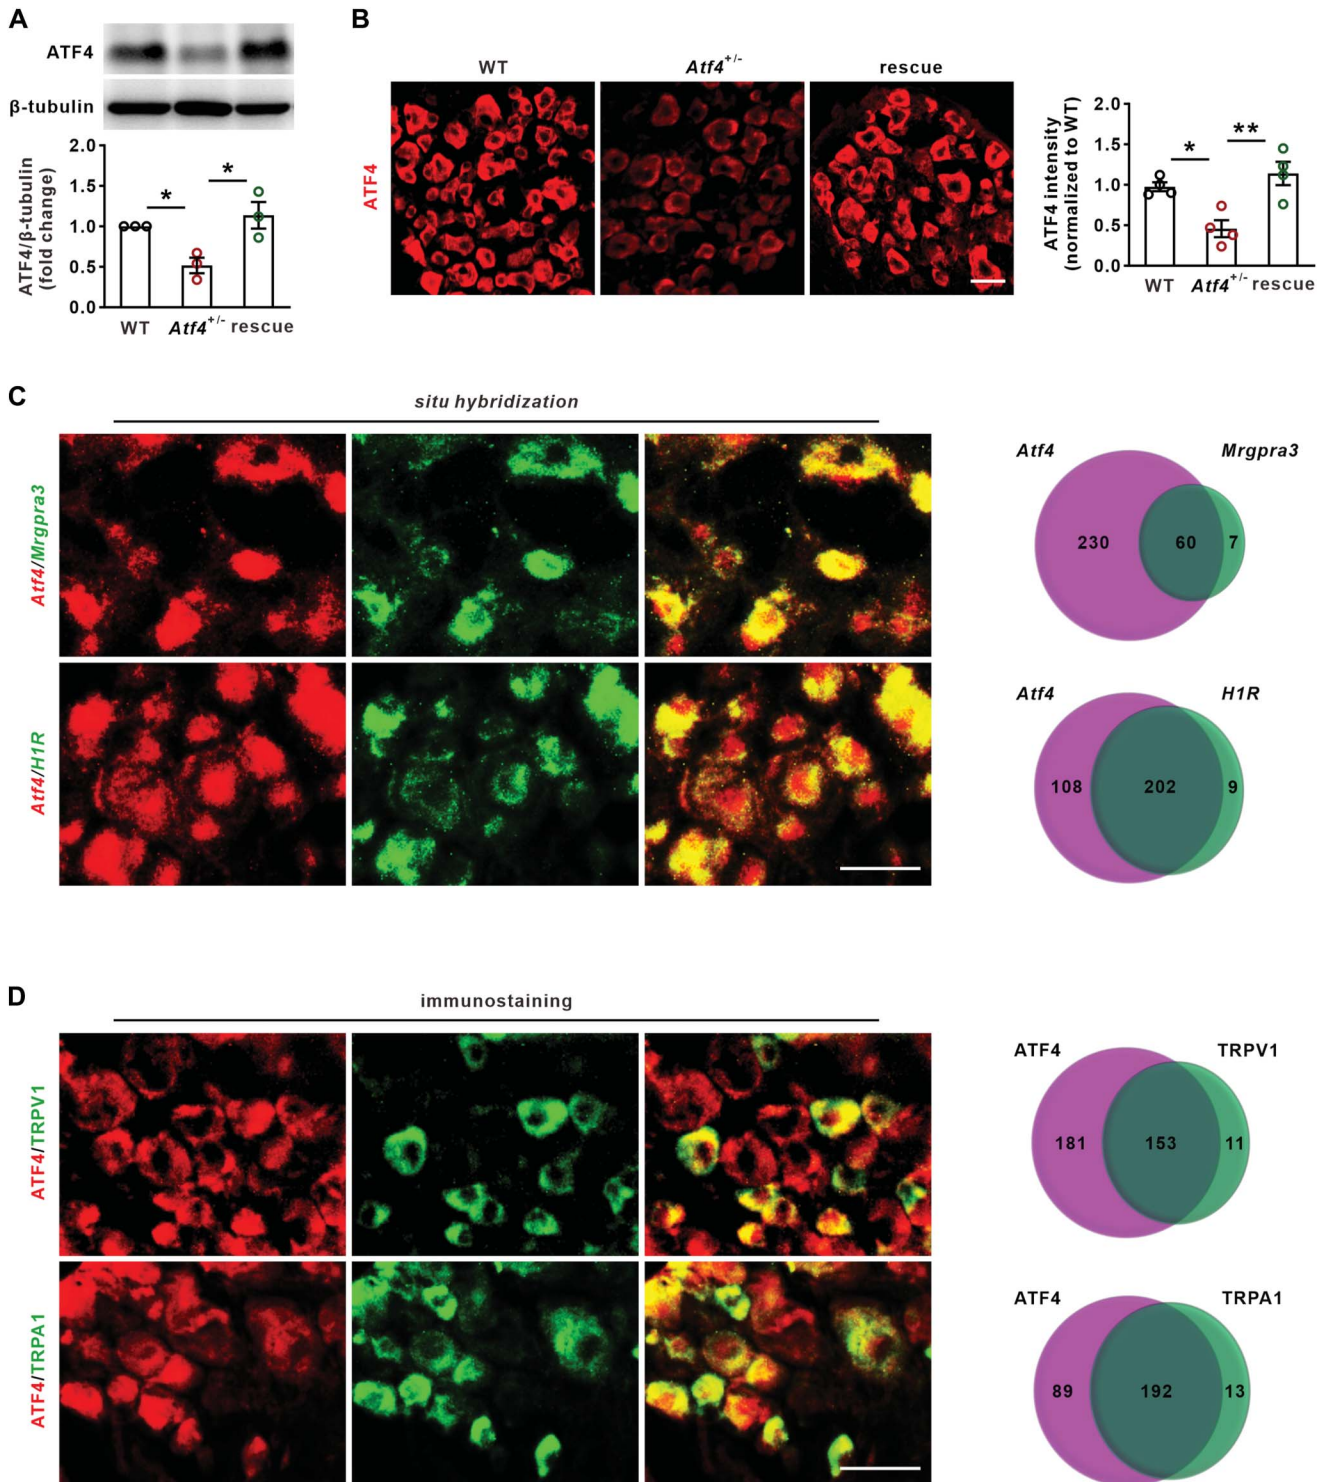 A
ATF4
β-tubulin
ATF4/β-tubulin
(fold change)
2.0
1.5
1.0
0.5
0.0
*
*
WT
Atf4+/-
rescue
B
WT
Atf4+/-
rescue
ATF4
ATF4 intensity
(normalized to WT)
2.0
1.5
1.0
0.5
0.0
*
**
WT
Atf4+/-
rescue
C
situ hybridization
Atf4/Mrgpra3
Atf4
Mrgpra3
230
60
7
Atf4/H1R
Atf4
H1R
108
202
9
D
immunostaining
ATF4/TRPV1
ATF4
TRPV1
181
153
11
ATF4/TRPA1
ATF4
TRPA1
89
192
13